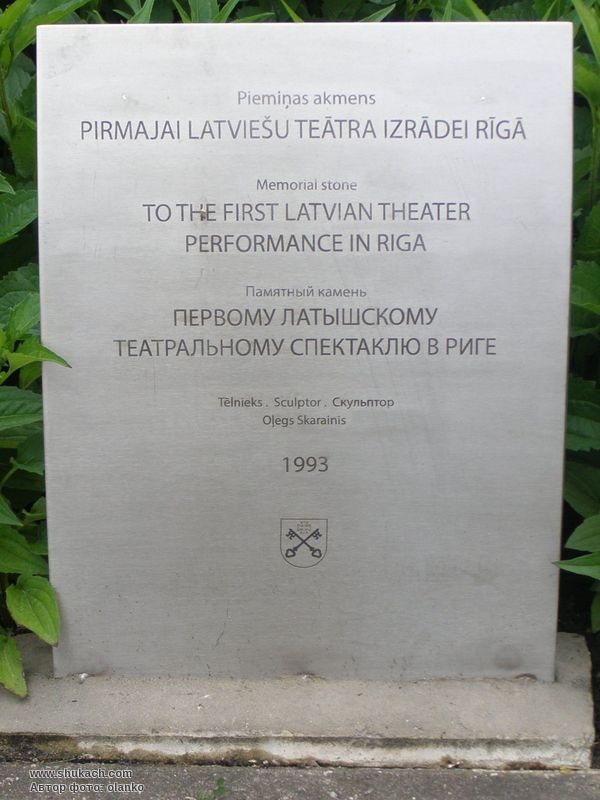 Piemiņas akmens
PIRMAJAI LATVIEŠU TEĀTRA IZRĀDEI RĪGĀ
Memorial stone
TO THE FIRST LATVIAN THEATER
PERFORMANCE IN RIGA
Памятный камень
ПЕРВОМУ ЛАТЫШСКОМУ
ТЕАТРАЛЬНОМУ СПЕКТАКЛЮ В РИГЕ
Tēlnieks . Sculptor . Скульптор
Oļegs Skarainis
1993
www.shukach.com
Автор фото: olanko